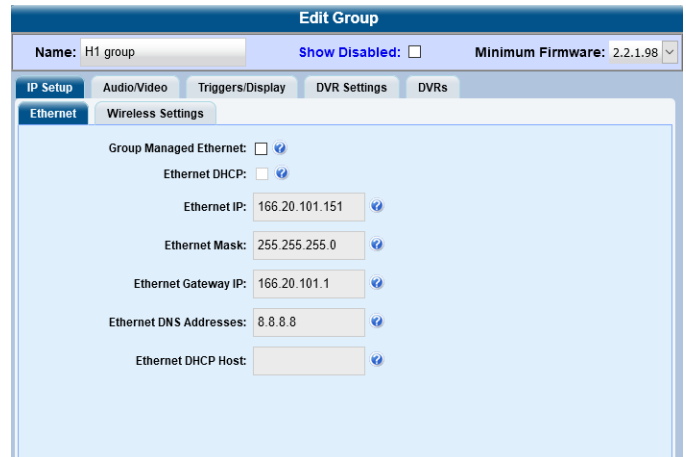 Edit Group
Name: H1 group Show Disabled: Minimum Firmware: 2.2.1.98
IP Setup Audio/Video Triggers/Display DVR Settings DVRs
Ethernet Wireless Settings
Group Managed Ethernet:
Ethernet DHCP:
Ethernet IP: 166.20.101.151
Ethernet Mask: 255.255.255.0
Ethernet Gateway IP: 166.20.101.1
Ethernet DNS Addresses: 8.8.8.8
Ethernet DHCP Host: